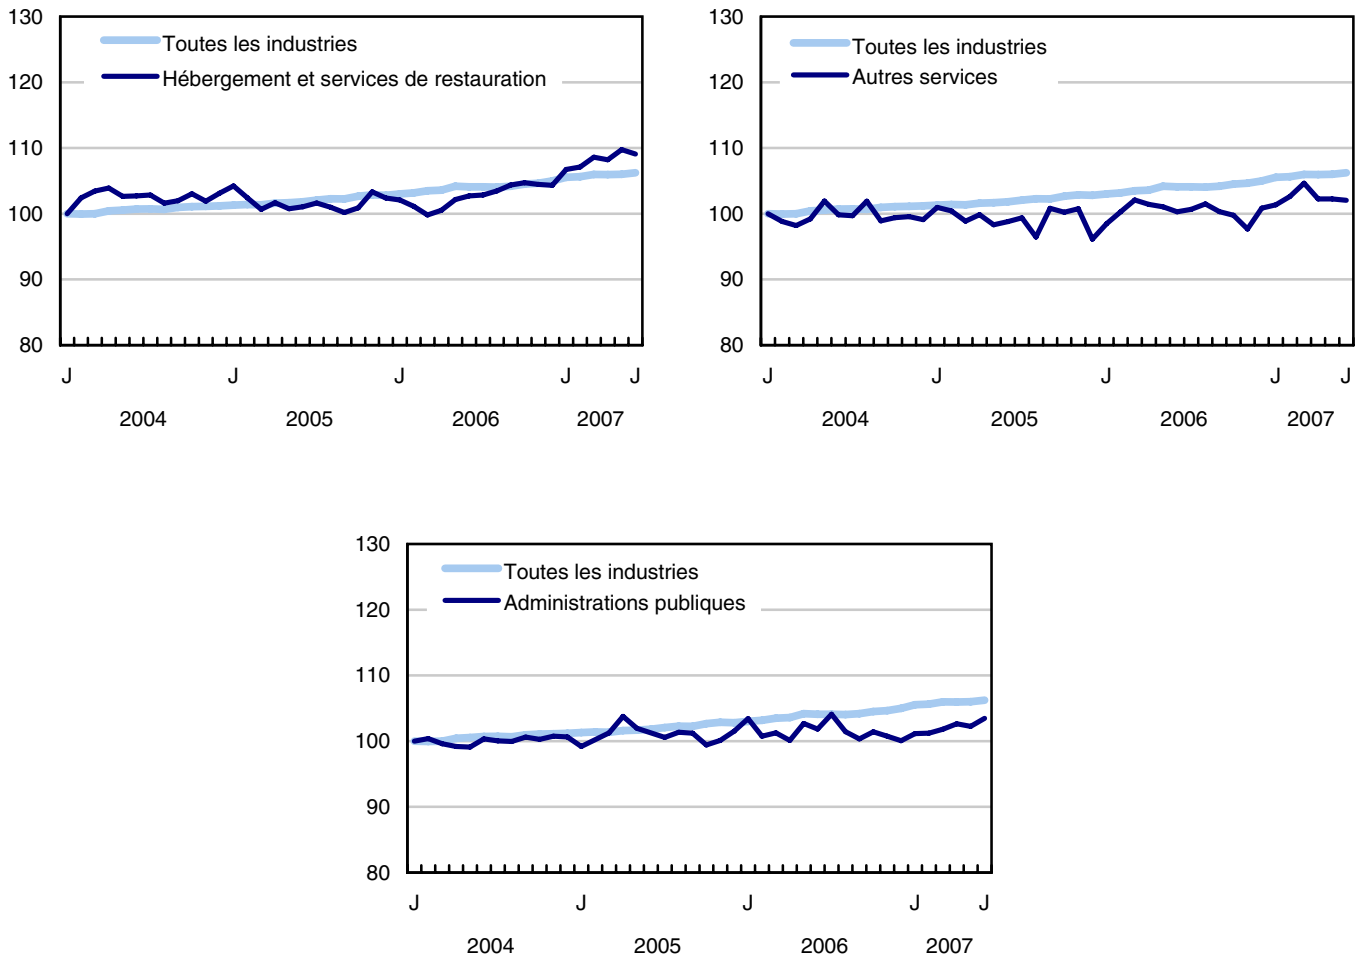 130
120
110
100
90
80
Toutes les industries
Hébergement et services de restauration
J J J J J
2004 2005 2006 2007
130
120
110
100
90
80
Toutes les industries
Autres services
J J J J J
2004 2005 2006 2007
130
120
110
100
90
80
Toutes les industries
Administrations publiques
J J J J J
2004 2005 2006 2007